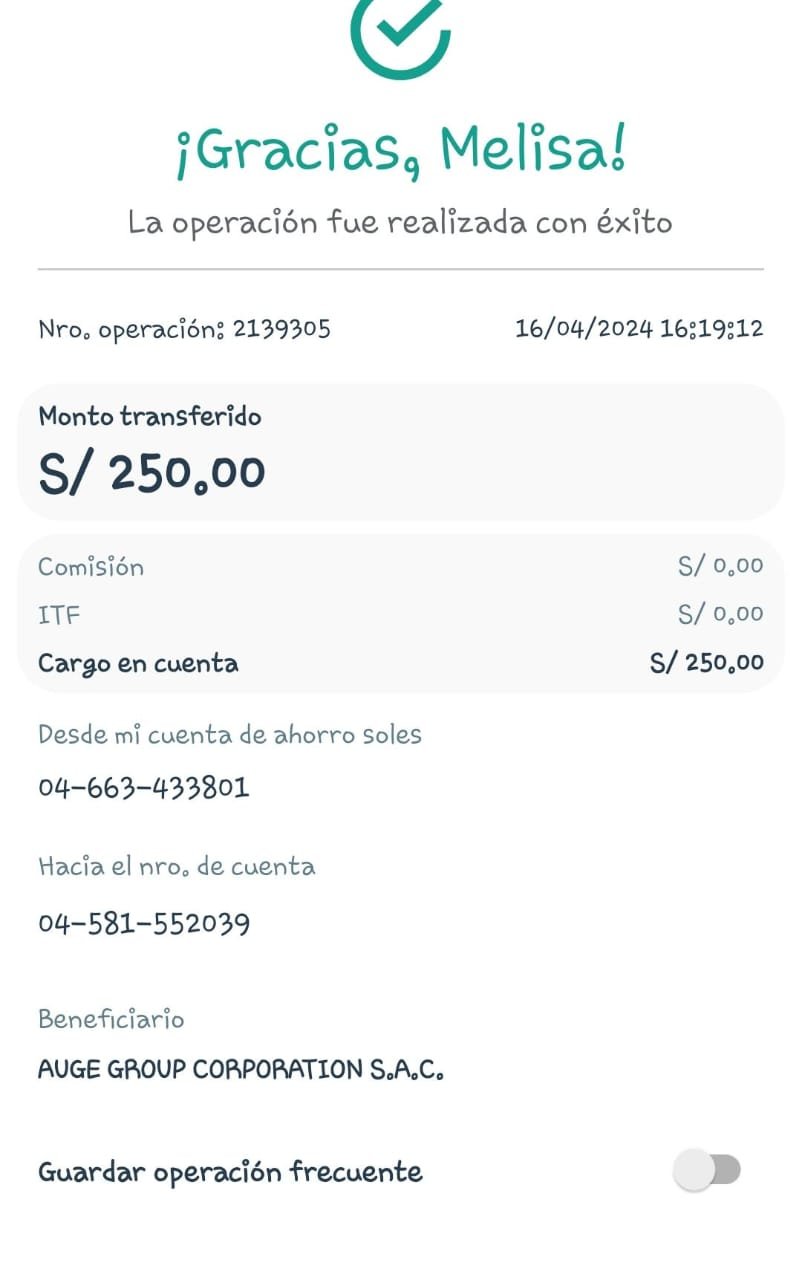 ¡Gracias, Melisa!
La operación fue realizada con éxito
Nro. operación: 2139305 16/04/2024 16:19:12
Monto transferido
S/ 250.00
Comisión S/ 0.00
ITF S/ 0.00
Cargo en cuenta S/ 250.00
Desde mi cuenta de ahorro soles
04-663-433801
Hacia el nro. de cuenta
04-581-552039
Beneficiario
AUGE GROUP CORPORATION S.A.C.
Guardar operación frecuente